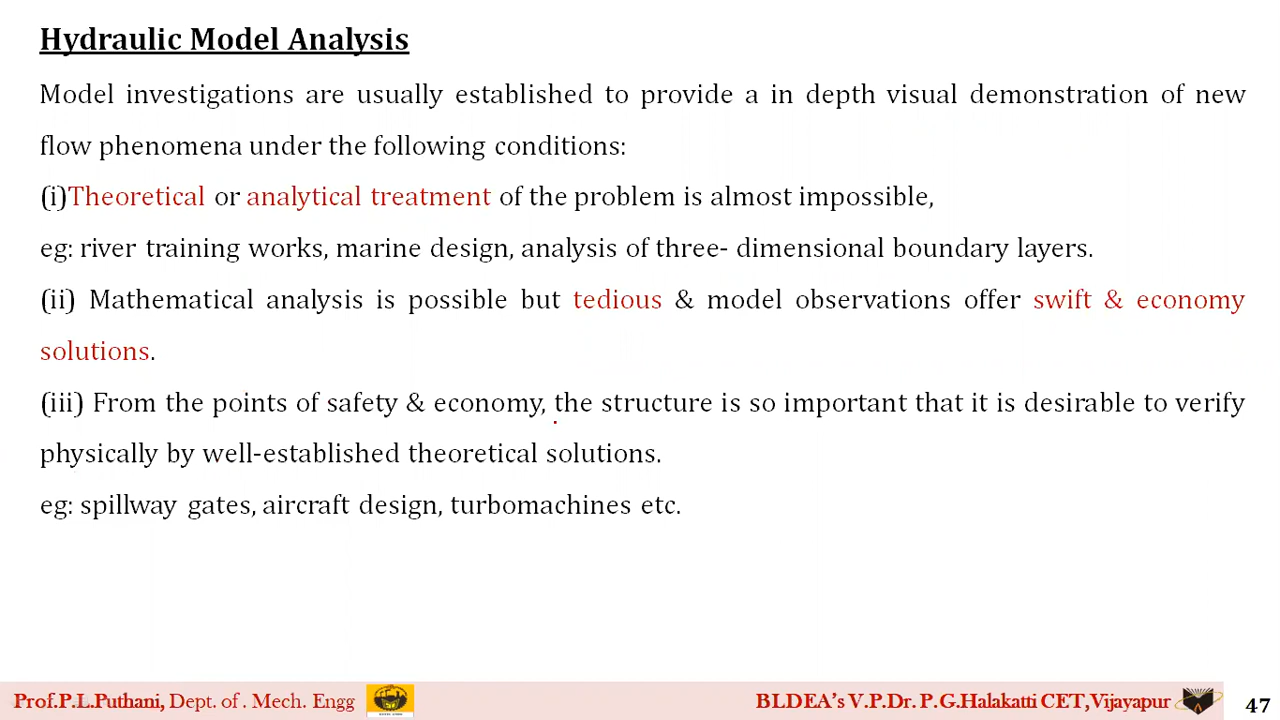 Hydraulic Model Analysis
Model investigations are usually established to provide a in depth visual demonstration of new
flow phenomena under the following conditions:
(i)Theoretical or analytical treatment of the problem is almost impossible,
eg: river training works, marine design, analysis of three- dimensional boundary layers.
(ii) Mathematical analysis is possible but tedious & model observations offer swift & economy
solutions.
(iii) From the points of safety & economy, the structure is so important that it is desirable to verify
physically by well-established theoretical solutions.
eg: spillway gates, aircraft design, turbomachines etc.
Prof.P.L.Puthani, Dept. of . Mech. Engg
BLDEA's V.P.Dr. P.G.Halakatti CET,Vijayapur
47